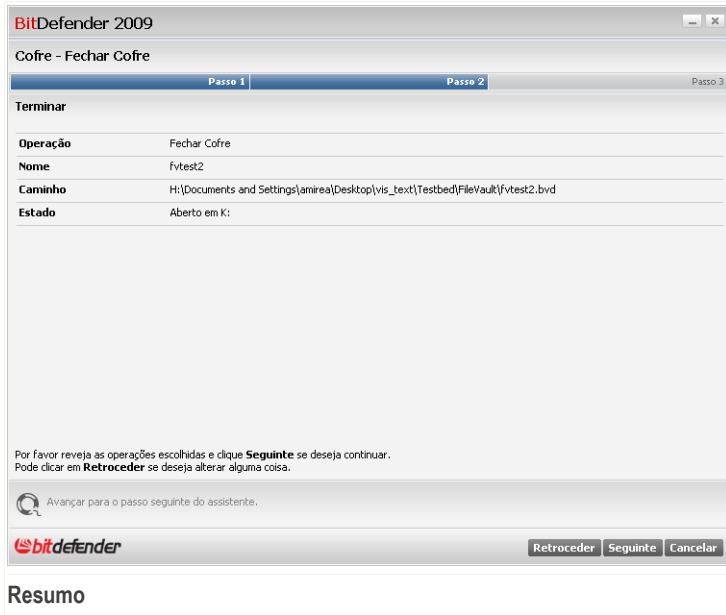 BitDefender 2009
Cofre - Fechar Cofre
Passo 1 Passo 2 Passo 3
Terminar
Operação Fechar Cofre
Nome fvtest2
Caminho H:\Documents and Settings\amirea\Desktop\vis_text\Testbed\FileVault\fvtest2.bvd
Estado Aberto em K:
Por favor reveja as operações escolhidas e clique Seguinte se deseja continuar.
Pode clicar em Retroceder se deseja alterar alguma coisa.
Avançar para o passo seguinte do assistente.
bitdefender Retroceder Seguinte Cancelar
Resumo